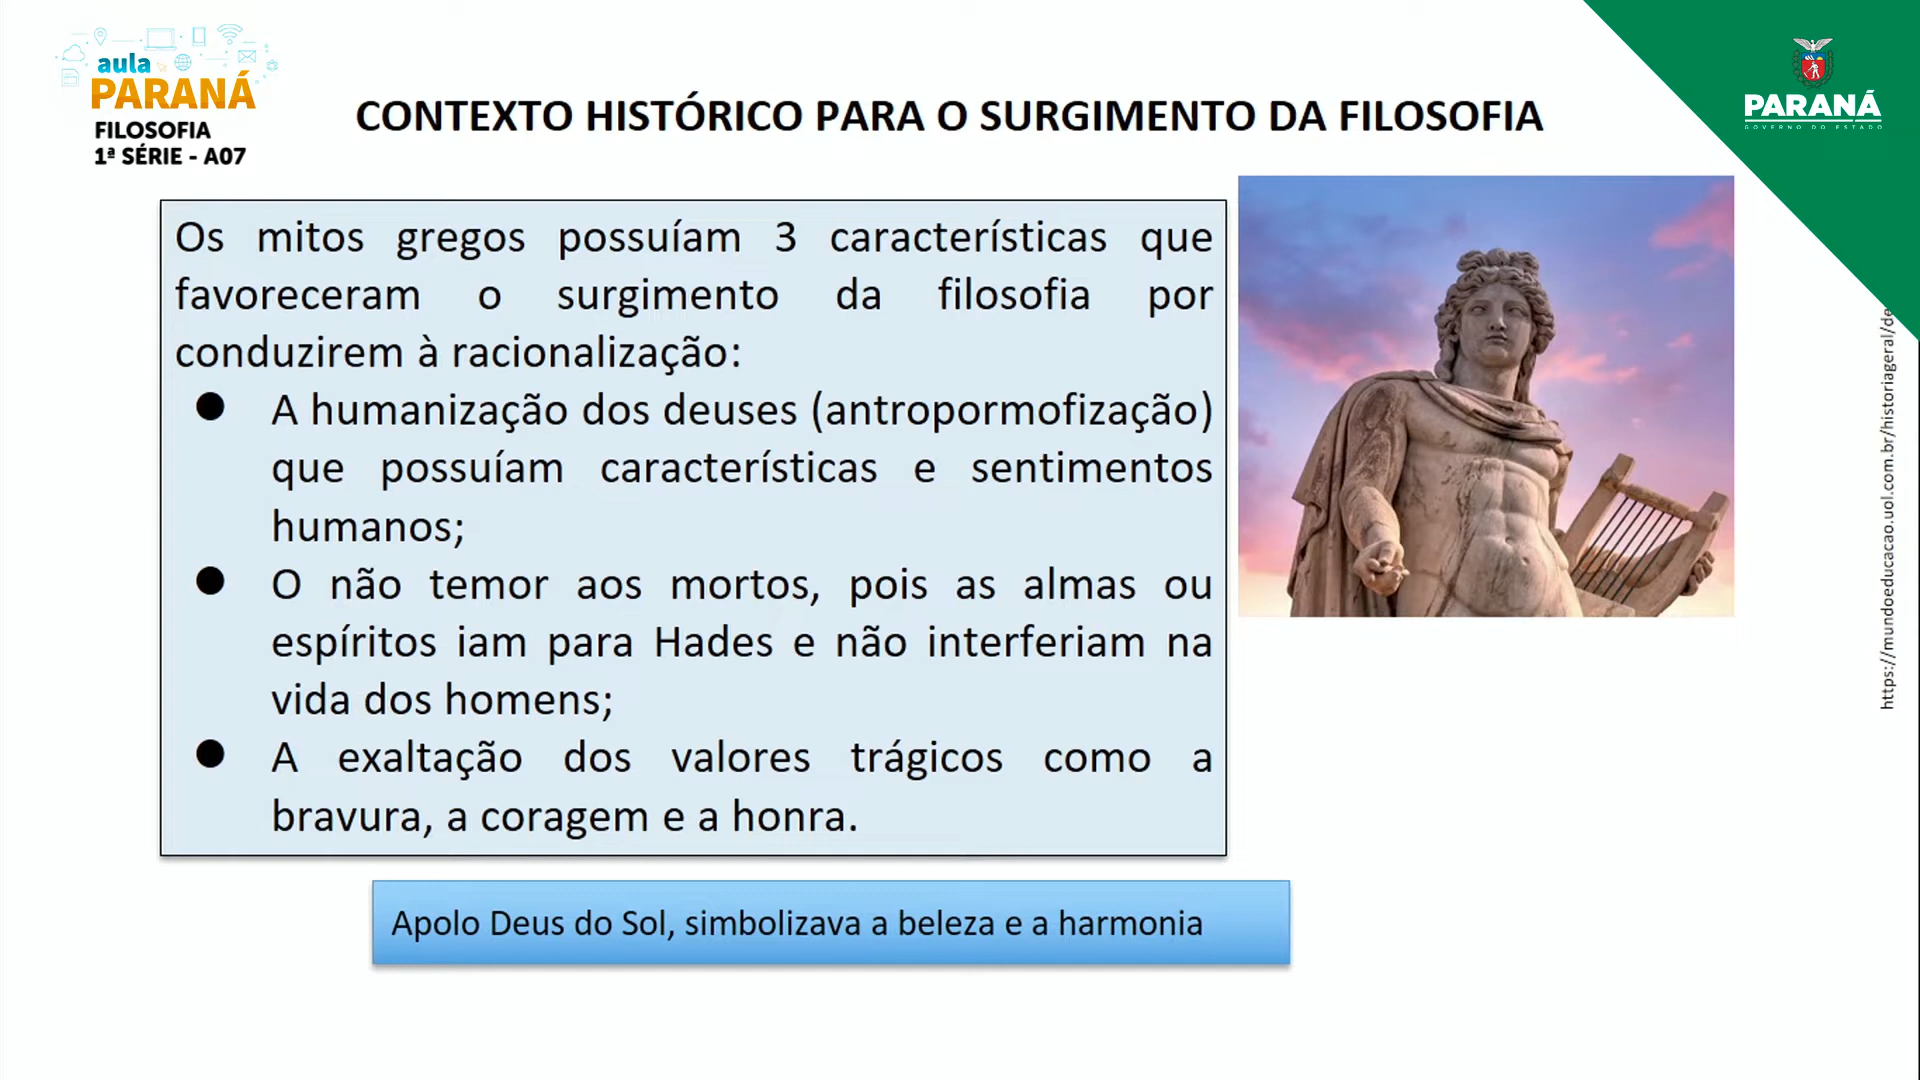 aula
PARANÁ
FILOSOFIA
1ª SÉRIE - A07
CONTEXTO HISTÓRICO PARA O SURGIMENTO DA FILOSOFIA
PARANÁ
GOVERNO DO ESTADO
Os mitos gregos possuíam 3 características que
favoreceram o surgimento da filosofia por
conduzirem à racionalização:
● A humanização dos deuses (antropormofização)
que possuíam características e sentimentos
humanos;
● O não temor aos mortos, pois as almas ou
espíritos iam para Hades e não interferiam na
vida dos homens;
● A exaltação dos valores trágicos como a
bravura, a coragem e a honra.
https://mundoeducacao.uol.com.br/historiageral/de
Apolo Deus do Sol, simbolizava a beleza e a harmonia